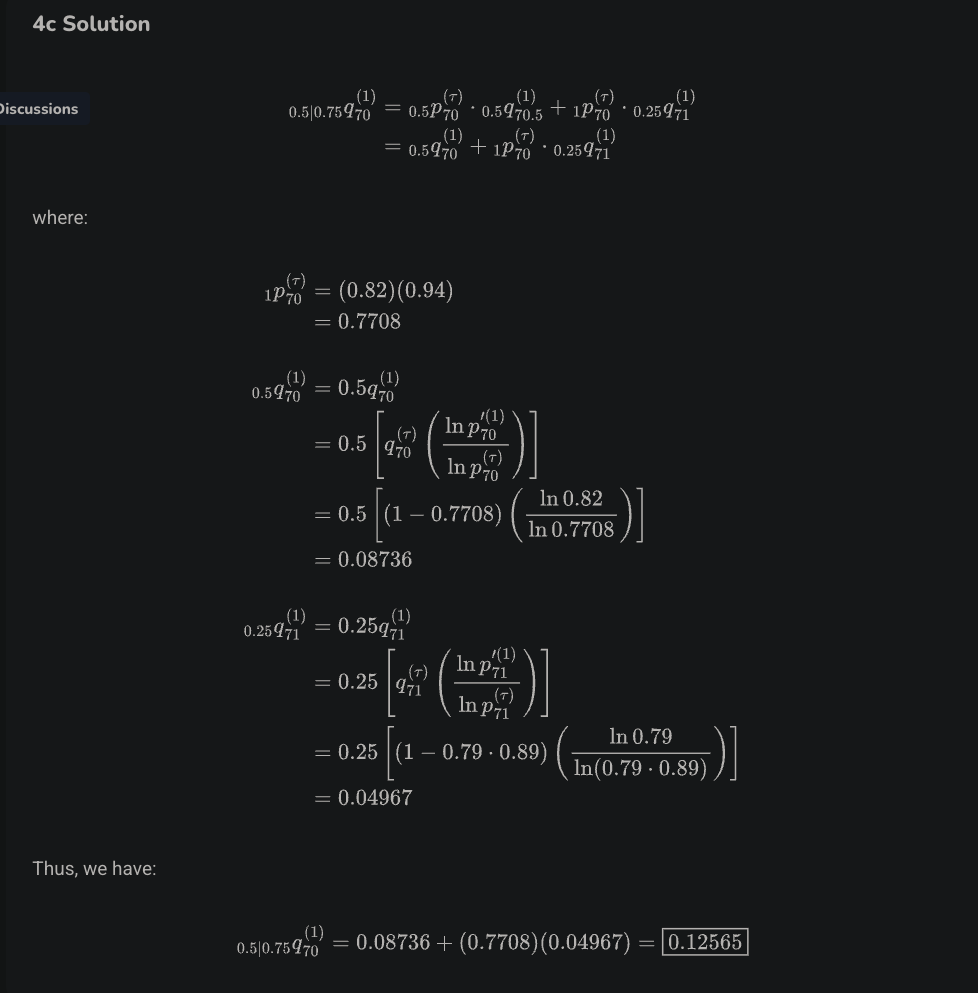 4c Solution
Discussions
$_{0.5|0.75}q_{70}^{(1)} = {}_{0.5}p_{70}^{(\tau)} \cdot {}_{0.5}q_{70.5}^{(1)} + {}_{1}p_{70}^{(\tau)} \cdot {}_{0.25}q_{71}^{(1)}$
$= {}_{0.5}q_{70}^{(1)} + {}_{1}p_{70}^{(\tau)} \cdot {}_{0.25}q_{71}^{(1)}$
where:
${}_{1}p_{70}^{(\tau)} = (0.82)(0.94)$
$= 0.7708$
${}_{0.5}q_{70}^{(1)} = 0.5q_{70}^{(1)}$
$= 0.5 \left[ q_{70}^{(\tau)} \left( \frac{\ln p_{70}^{\prime(1)}}{\ln p_{70}^{(\tau)}} \right) \right]$
$= 0.5 \left[ (1 - 0.7708) \left( \frac{\ln 0.82}{\ln 0.7708} \right) \right]$
$= 0.08736$
${}_{0.25}q_{71}^{(1)} = 0.25q_{71}^{(1)}$
$= 0.25 \left[ q_{71}^{(\tau)} \left( \frac{\ln p_{71}^{\prime(1)}}{\ln p_{71}^{(\tau)}} \right) \right]$
$= 0.25 \left[ (1 - 0.79 \cdot 0.89) \left( \frac{\ln 0.79}{\ln(0.79 \cdot 0.89)} \right) \right]$
$= 0.04967$
Thus, we have:
${}_{0.5|0.75}q_{70}^{(1)} = 0.08736 + (0.7708)(0.04967) = \boxed{0.12565}$